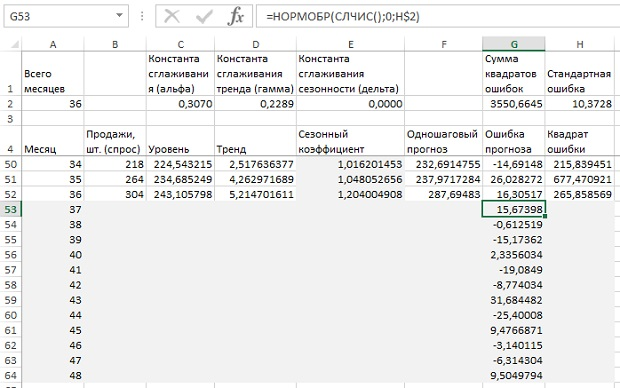 G53 =НОРМОБР(СЛЧИС();0;H$2)
A B C D E F G H
1 Всего месяцев Константа сглаживания (альфа) Константа сглаживания тренда (гамма) Константа сглаживания сезонности (дельта) Сумма квадратов ошибок Стандартная ошибка
2 36 0,3070 0,2289 0,0000 3550,6645 10,3728
3
4 Месяц Продажи, шт. (спрос) Уровень Тренд Сезонный коэффициент Одношаговый прогноз Ошибка прогноза Квадрат ошибки
50 34 218 224,543215 2,517636377 1,016201453 232,6914755 -14,69148 215,839451
51 35 264 234,685249 4,262971689 1,048052656 237,9717284 26,028272 677,470921
52 36 304 243,105798 5,214701611 1,204004908 287,69483 16,30517 265,858569
53 37 15,67398
54 38 -0,612519
55 39 -15,17362
56 40 2,3356034
57 41 -19,0849
58 42 -8,774034
59 43 31,684482
60 44 -25,40008
61 45 9,4766871
62 46 -3,140115
63 47 -6,314304
64 48 9,5049794